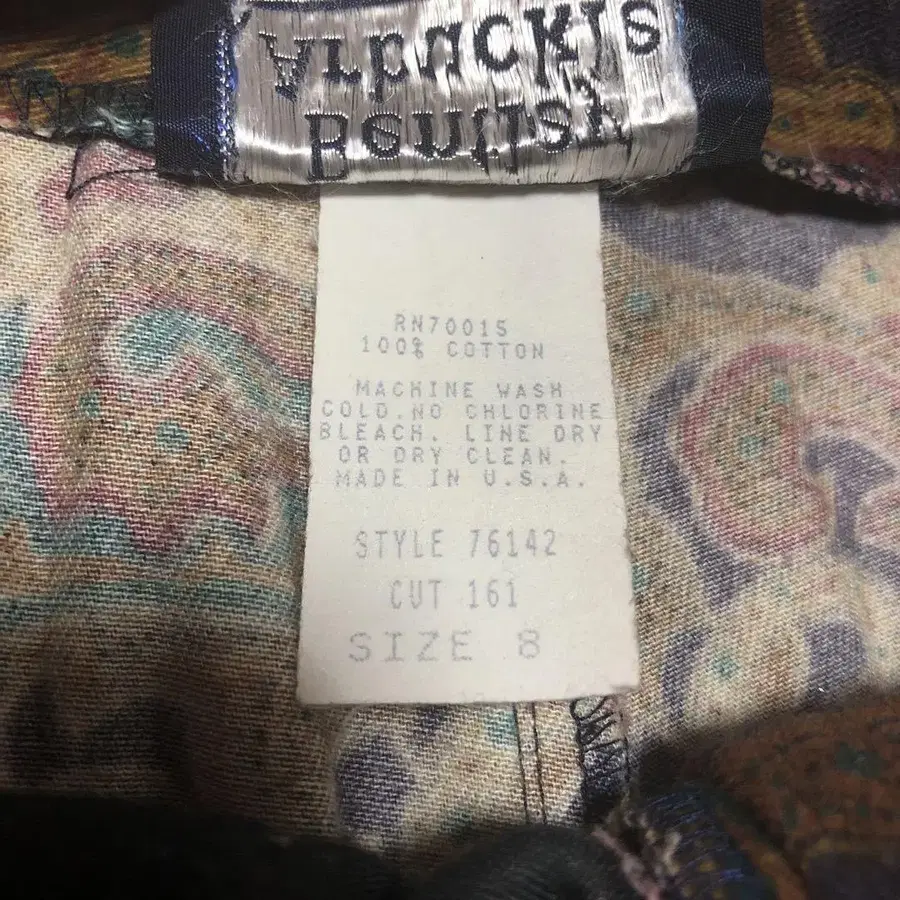 RN70015
100% COTTON
MACHINE WASH
COLD. NO CHLORINE
BLEACH. LINE DRY
OR DRY CLEAN.
MADE IN U.S.A.
STYLE 76142
CUT 161
SIZE 8